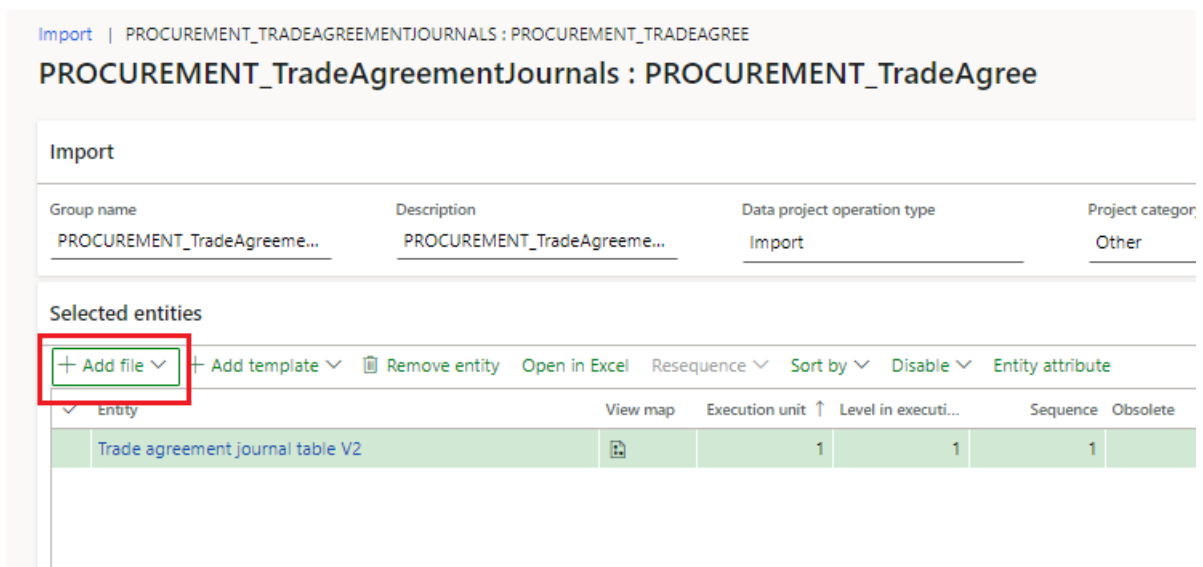 Import | PROCUREMENT_TRADEAGREEMENTJOURNALS : PROCUREMENT_TRADEAGREE
PROCUREMENT_TradeAgreementJournals : PROCUREMENT_TradeAgree
Import
Group name Description Data project operation type Project categor
PROCUREMENT_TradeAgreeme... PROCUREMENT_TradeAgreeme... Import Other
Selected entities
+ Add file + Add template Remove entity Open in Excel Resequence Sort by Disable Entity attribute
Entity View map Execution unit ↑ Level in executi... Sequence Obsolete
Trade agreement journal table V2 1 1 1